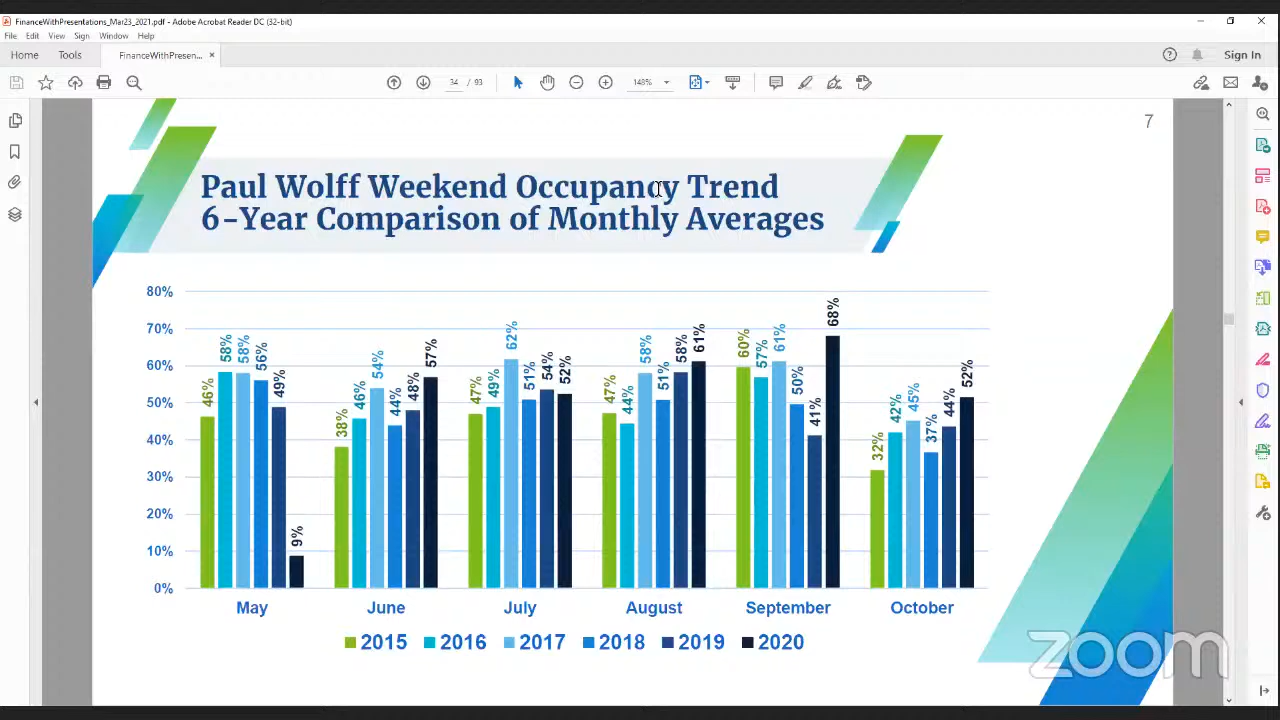 FinanceWithPresentations_Mar23_2021.pdf - Adobe Acrobat Reader DC (32-bit)
File Edit View Sign Window Help
Home Tools FinanceWithPresen... × Sign In
34 / 93 148%
7
Paul Wolff Weekend Occupancy Trend
6-Year Comparison of Monthly Averages
80%
70%
60%
50%
40%
30%
20%
10%
0%
46% 58% 58% 56% 49% 9%
38% 46% 54% 44% 48% 57%
47% 49% 62% 51% 54% 52%
47% 44% 58% 51% 58% 61%
60% 57% 61% 50% 41% 68%
32% 42% 45% 37% 44% 52%
May June July August September October
2015 2016 2017 2018 2019 2020
zoom